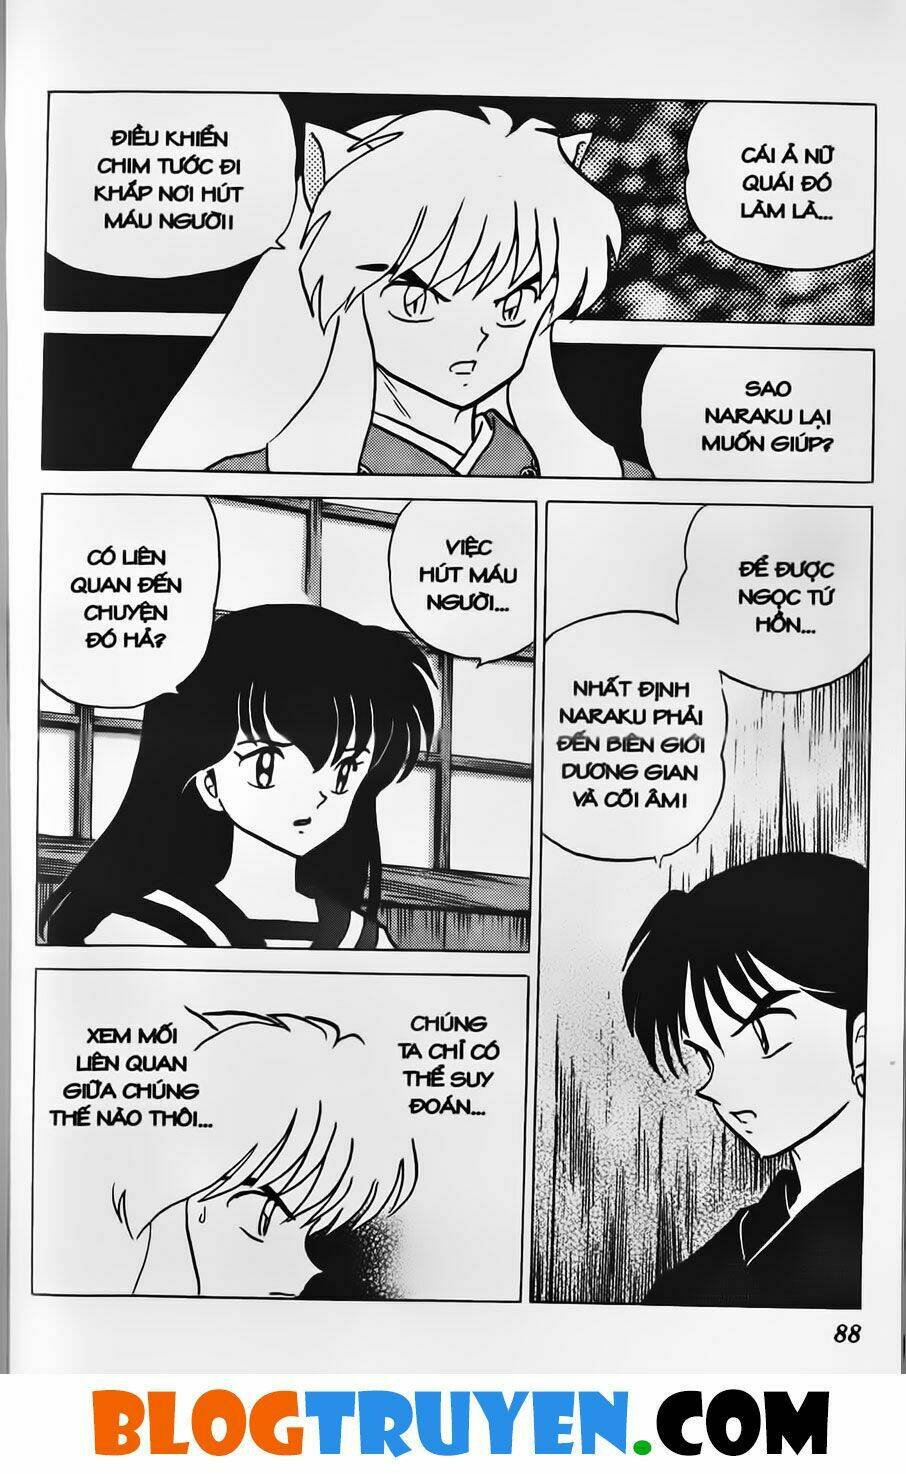 CÁI Ả NỮ
QUÁI ĐÓ
LÀM LÀ...
ĐIỀU KHIỂN
CHIM TƯỚC ĐI
KHẮP NƠI HÚT
MÁU NGƯỜI!
SAO
NARAKU LẠI
MUỐN GIÚP?
ĐỂ ĐƯỢC
NGỌC TỨ
HỒN...
NHẤT ĐỊNH
NARAKU PHẢI
ĐẾN BIÊN GIỚI
DƯƠNG GIAN
VÀ CÕI ÂM!
VIỆC
HÚT MÁU
NGƯỜI...
CÓ LIÊN
QUAN ĐẾN
CHUYỆN
ĐÓ HẢ?
CHÚNG
TA CHỈ CÓ
THỂ SUY
ĐOÁN...
XEM MỐI
LIÊN QUAN
GIỮA CHÚNG
THẾ NÀO THÔI...
88
BLOGTRUYEN.COM